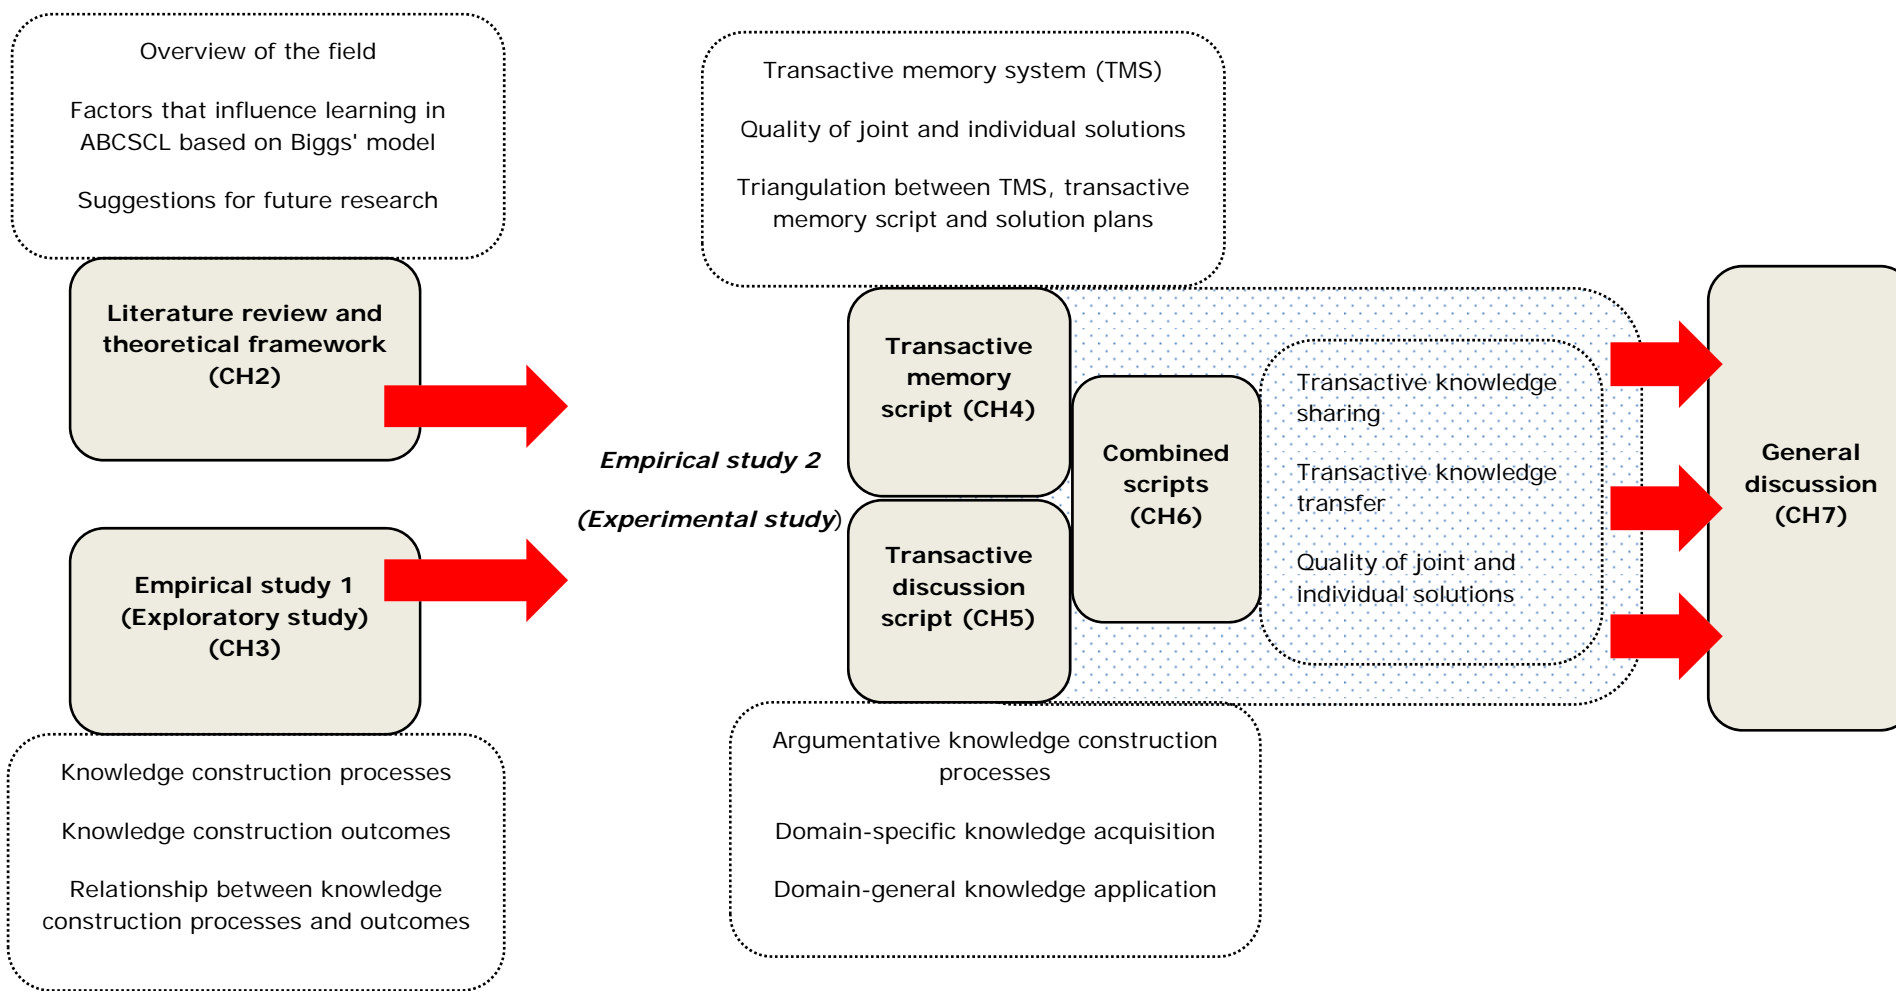 Overview of the field
Factors that influence learning in
ABCSCL based on Biggs' model
Suggestions for future research
Literature review and
theoretical framework
(CH2)
Empirical study 1
(Exploratory study)
(CH3)
Knowledge construction processes
Knowledge construction outcomes
Relationship between knowledge
construction processes and outcomes
Empirical study 2
(Experimental study)
Transactive memory system (TMS)
Quality of joint and individual solutions
Triangulation between TMS, transactive
memory script and solution plans
Transactive
memory
script (CH4)
Transactive
discussion
script (CH5)
Argumentative knowledge construction
processes
Domain-specific knowledge acquisition
Domain-general knowledge application
Combined
scripts
(CH6)
Transactive knowledge
sharing
Transactive knowledge
transfer
Quality of joint and
individual solutions
General
discussion
(CH7)